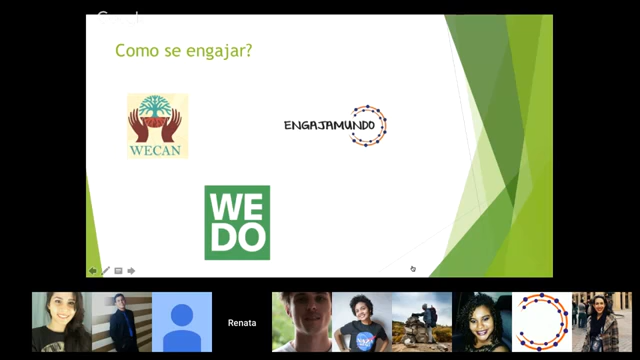 Como se engajar?
WECAN
ENGAJAMUNDO
WE
DO
Renata